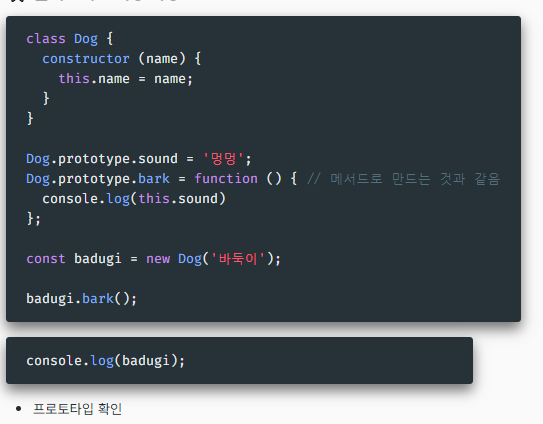 class Dog {
  constructor (name) {
    this.name = name;
  }
}

Dog.prototype.sound = '멍멍';
Dog.prototype.bark = function () { // 메서드로 만드는 것과 같음
  console.log(this.sound)
};

const badugi = new Dog('바둑이');

badugi.bark();

console.log(badugi);

• 프로토타입 확인